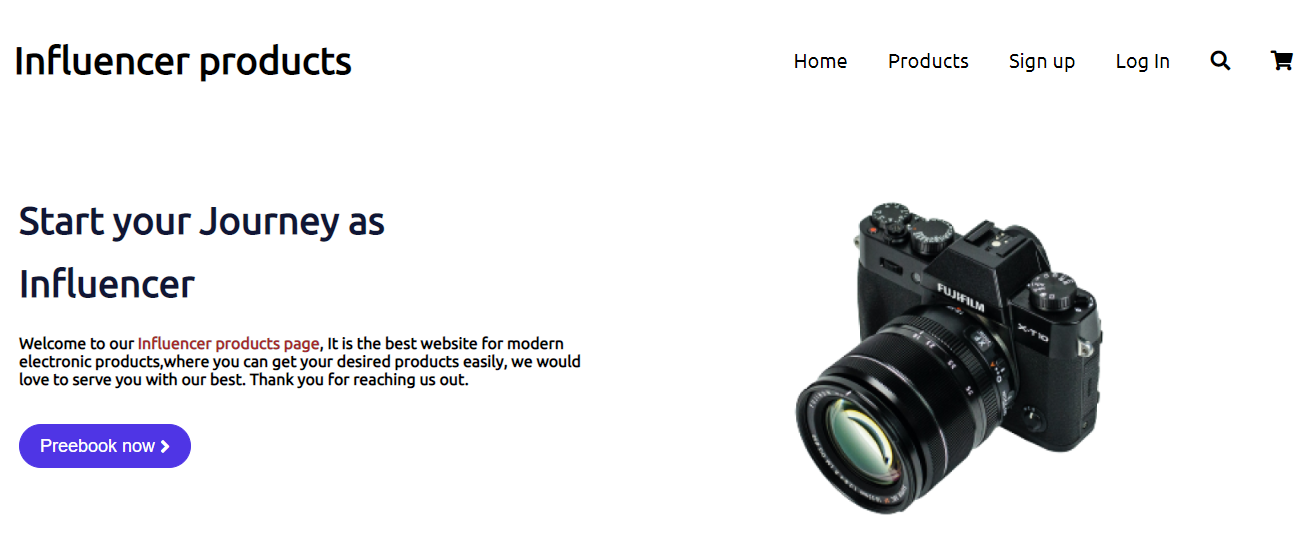 Influencer products
Home Products Sign up Log In
Start your Journey as
Influencer
Welcome to our Influencer products page, It is the best website for modern
electronic products,where you can get your desired products easily, we would
love to serve you with our best. Thank you for reaching us out.
Preebook now
FUJIFILM
X-T10
XF